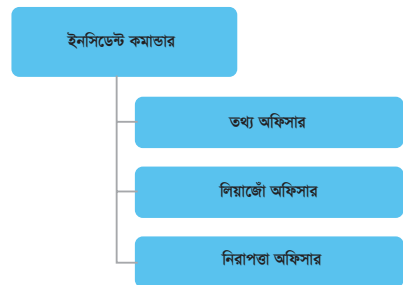 ইনসিডেন্ট কমান্ডার
তথ্য অফিসার
লিয়াজোঁ অফিসার
নিরাপত্তা অফিসার